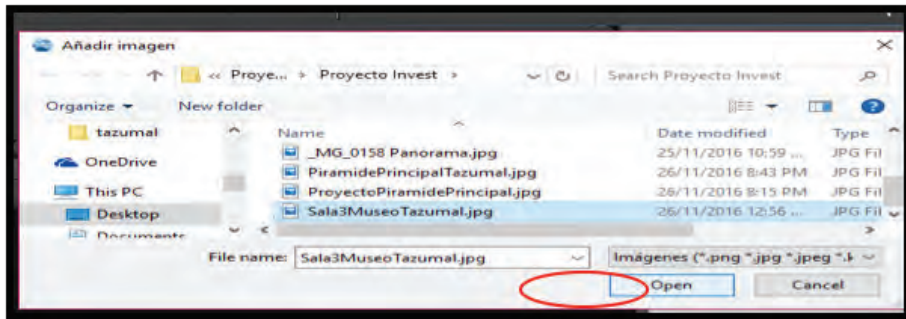 Añadir imagen
« Proye... > Proyecto Invest >
Search Proyecto Invest
Organize
New folder
tazumal
OneDrive
This PC
Desktop
Documents
Name Date modified Type
_MG_0158 Panorama.jpg 25/11/2016 10:59 ... JPG Fil
PiramidePrincipalTazumal.jpg 26/11/2016 8:43 PM JPG Fil
ProyectoPiramidePrincipal.jpg 26/11/2016 8:15 PM JPG Fil
Sala3MuseoTazumal.jpg 26/11/2016 12:56 ... JPG Fil
File name: Sala3MuseoTazumal.jpg
Imágenes (*.png *.jpg *.jpeg *.
Open Cancel